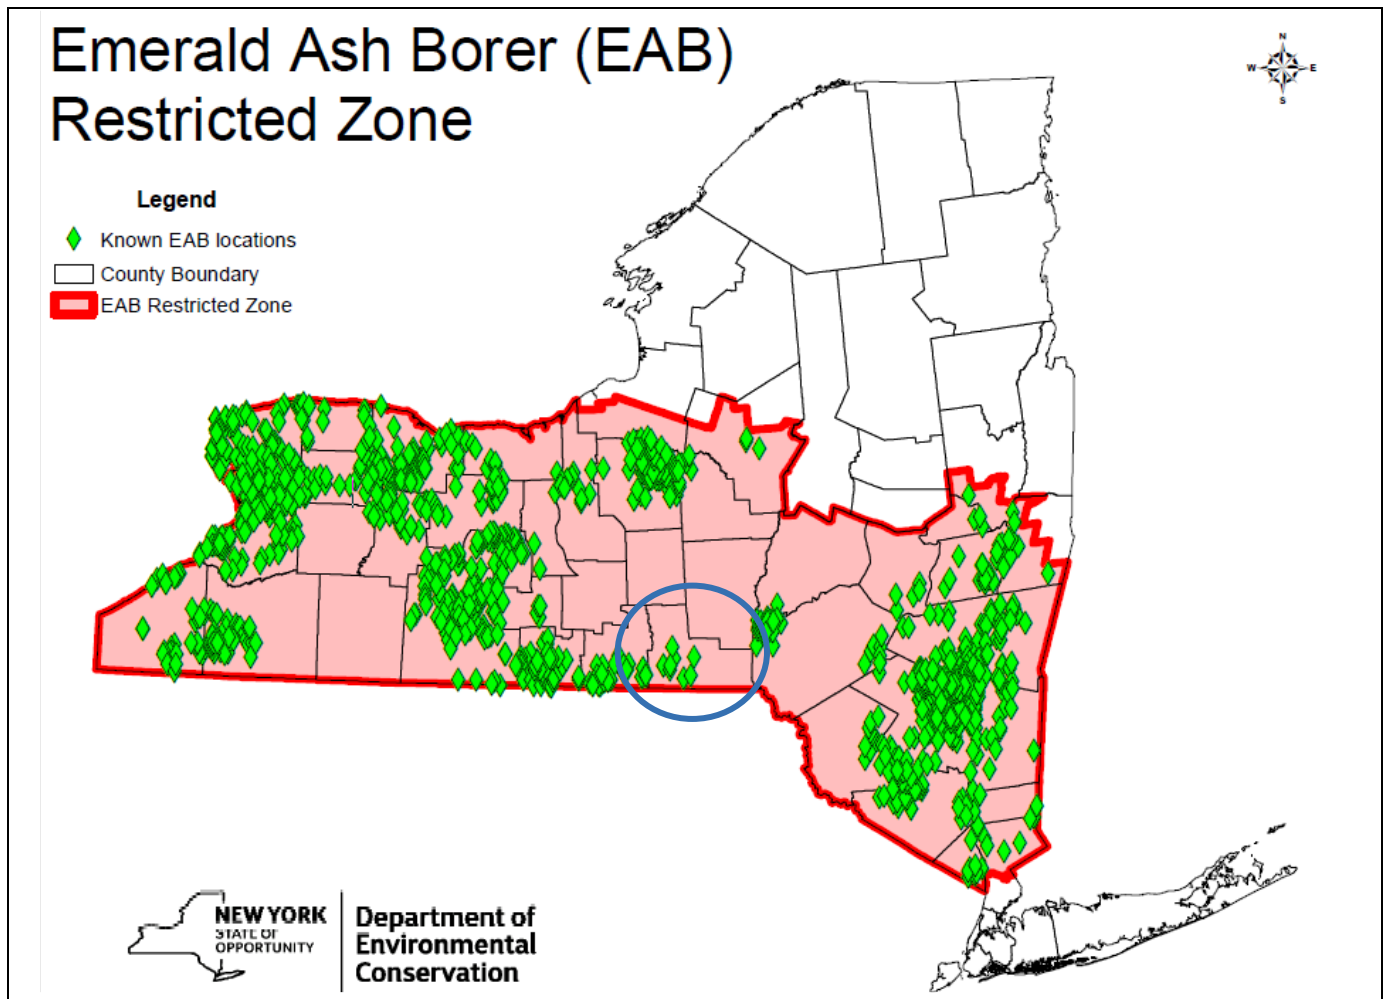 Emerald Ash Borer (EAB)
Restricted Zone
N
W
E
S
Legend
Known EAB locations
County Boundary
EAB Restricted Zone
NEW YORK
STATE OF
OPPORTUNITY
Department of
Environmental
Conservation